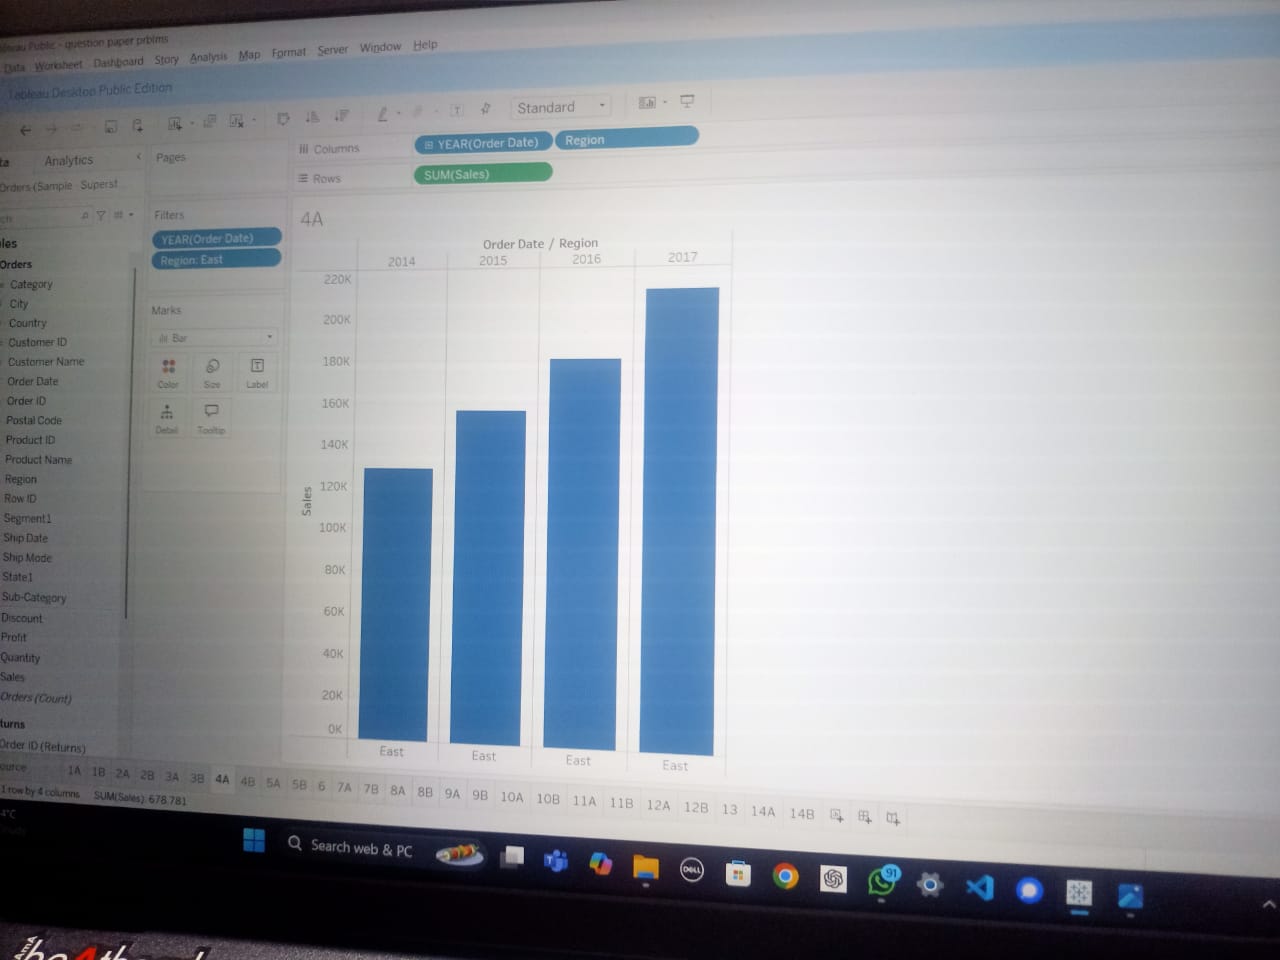 Tableau Public - question paper prblms
Data Worksheet Dashboard Story Analysis Map Format Server Window Help
Tableau Desktop Public Edition
Standard
Analytics
Orders (Sample - Superst...
Pages
Filters
YEAR(Order Date)
Region: East
Marks
Bar
Color Size Label
Detail Tooltip
Columns YEAR(Order Date) Region
Rows SUM(Sales)
Orders
Category
City
Country
Customer ID
Customer Name
Order Date
Order ID
Postal Code
Product ID
Product Name
Region
Row ID
Segment1
Ship Date
Ship Mode
State1
Sub-Category
Discount
Profit
Quantity
Sales
Orders (Count)
Order ID (Returns)
4A
Order Date / Region
2014 2015 2016 2017
220K
200K
180K
160K
140K
120K
100K
80K
60K
40K
20K
0K
Sales
East East East East
1A 1B 2A 2B 3A 3B 4A 4B 5A 5B 6 7A 7B 8A 8B 9A 9B 10A 10B 11A 11B 12A 12B 13 14A 14B
1 row by 4 columns SUM(Sales): 678,781
Search web & PC
DELL
91